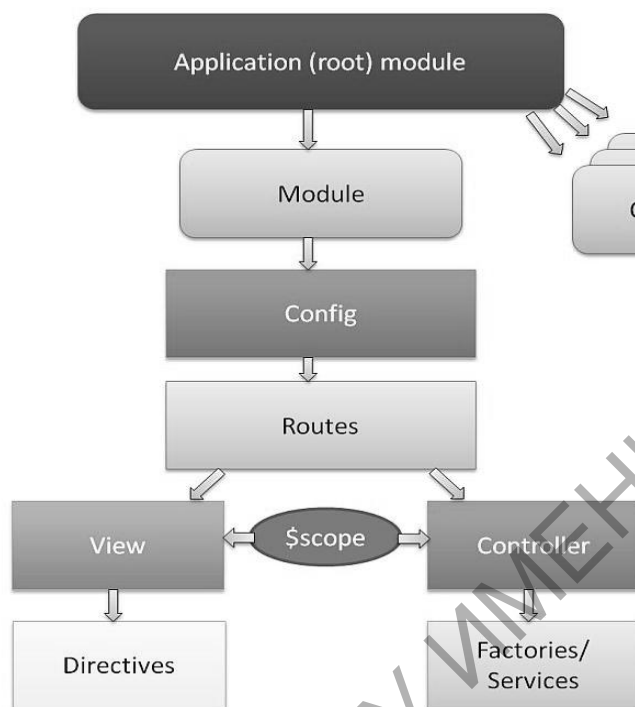 Application (root) module
Module
Config
Routes
View
$scope
Controller
Directives
Factories/
Services